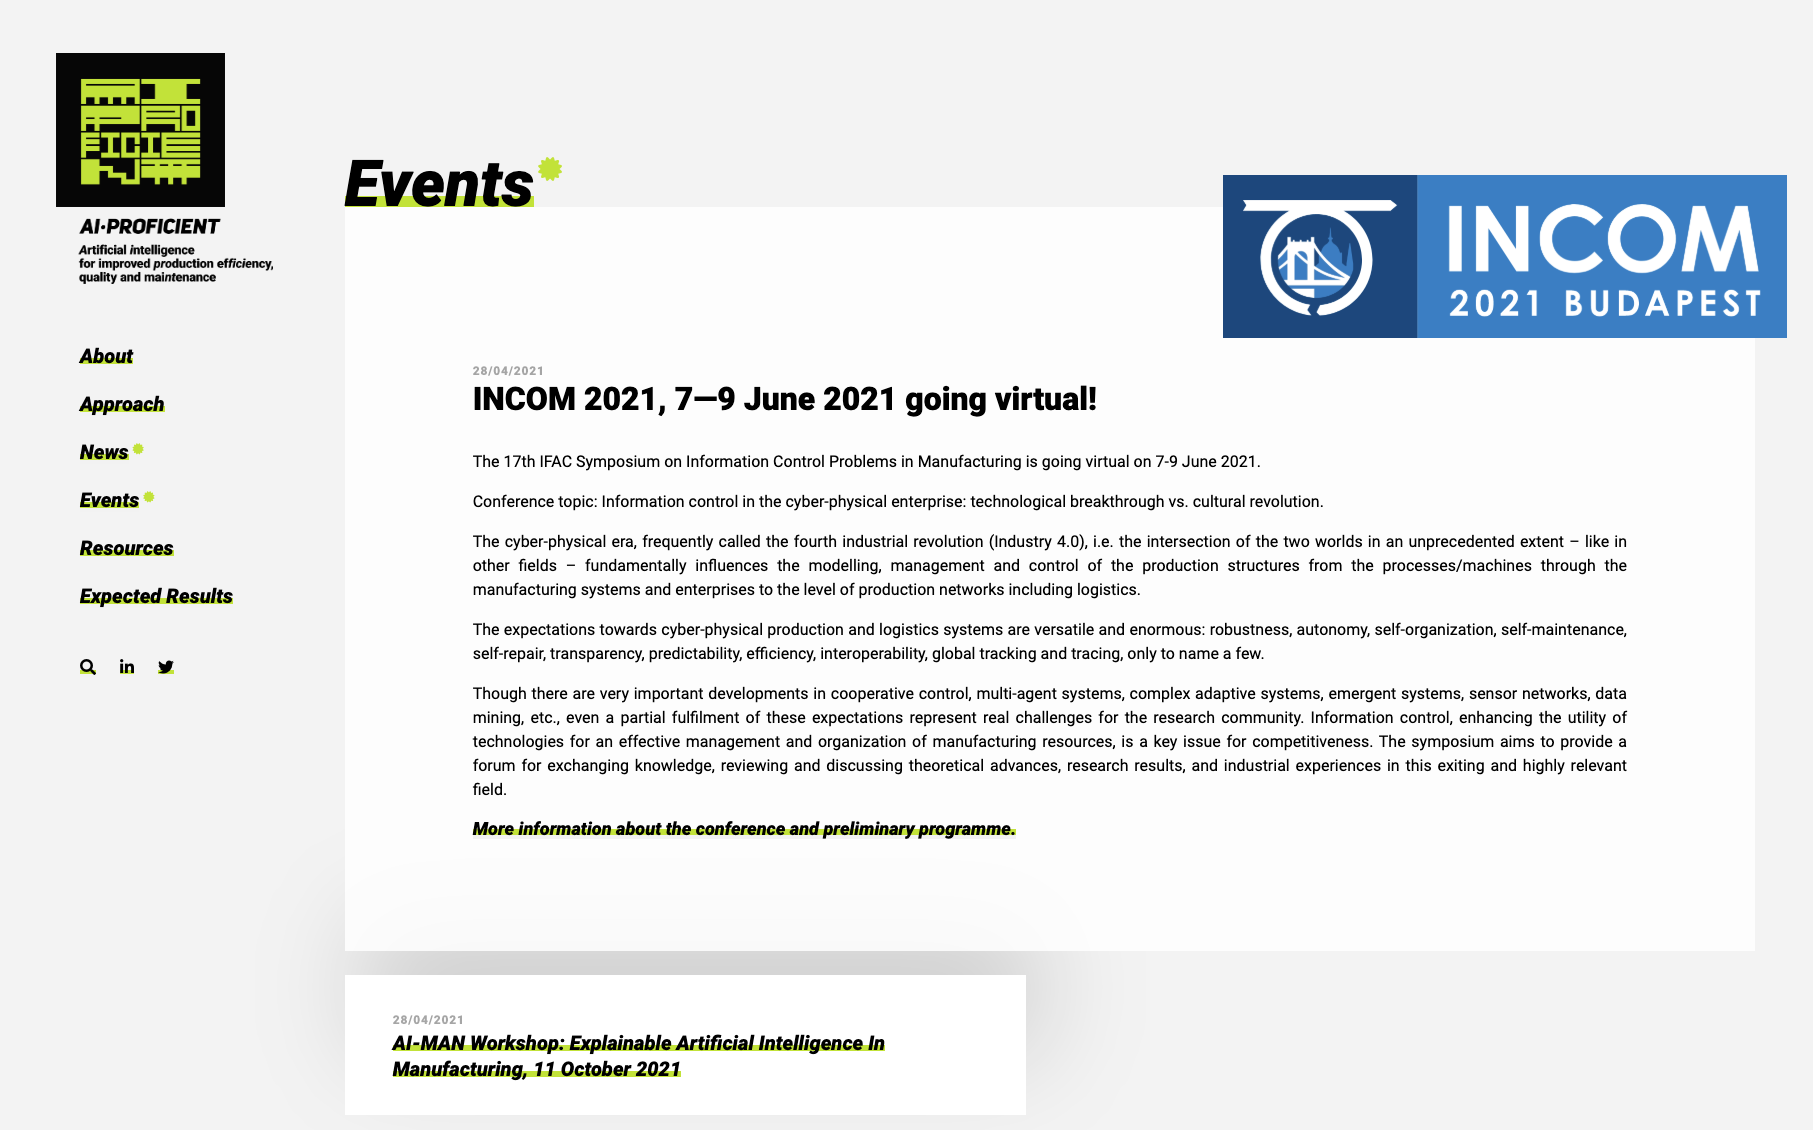 AI PROFICIENT
AI·PROFICIENT
Artificial intelligence
for improved production efficiency,
quality and maintenance
About
Approach
News
Events
Resources
Expected Results
Events
INCOM
2021 BUDAPEST
28/04/2021
INCOM 2021, 7—9 June 2021 going virtual!
The 17th IFAC Symposium on Information Control Problems in Manufacturing is going virtual on 7-9 June 2021.
Conference topic: Information control in the cyber-physical enterprise: technological breakthrough vs. cultural revolution.
The cyber-physical era, frequently called the fourth industrial revolution (Industry 4.0), i.e. the intersection of the two worlds in an unprecedented extent – like in
other fields – fundamentally influences the modelling, management and control of the production structures from the processes/machines through the
manufacturing systems and enterprises to the level of production networks including logistics.
The expectations towards cyber-physical production and logistics systems are versatile and enormous: robustness, autonomy, self-organization, self-maintenance,
self-repair, transparency, predictability, efficiency, interoperability, global tracking and tracing, only to name a few.
Though there are very important developments in cooperative control, multi-agent systems, complex adaptive systems, emergent systems, sensor networks, data
mining, etc., even a partial fulfilment of these expectations represent real challenges for the research community. Information control, enhancing the utility of
technologies for an effective management and organization of manufacturing resources, is a key issue for competitiveness. The symposium aims to provide a
forum for exchanging knowledge, reviewing and discussing theoretical advances, research results, and industrial experiences in this exiting and highly relevant
field.
More information about the conference and preliminary programme.
28/04/2021
AI-MAN Workshop: Explainable Artificial Intelligence In
Manufacturing, 11 October 2021